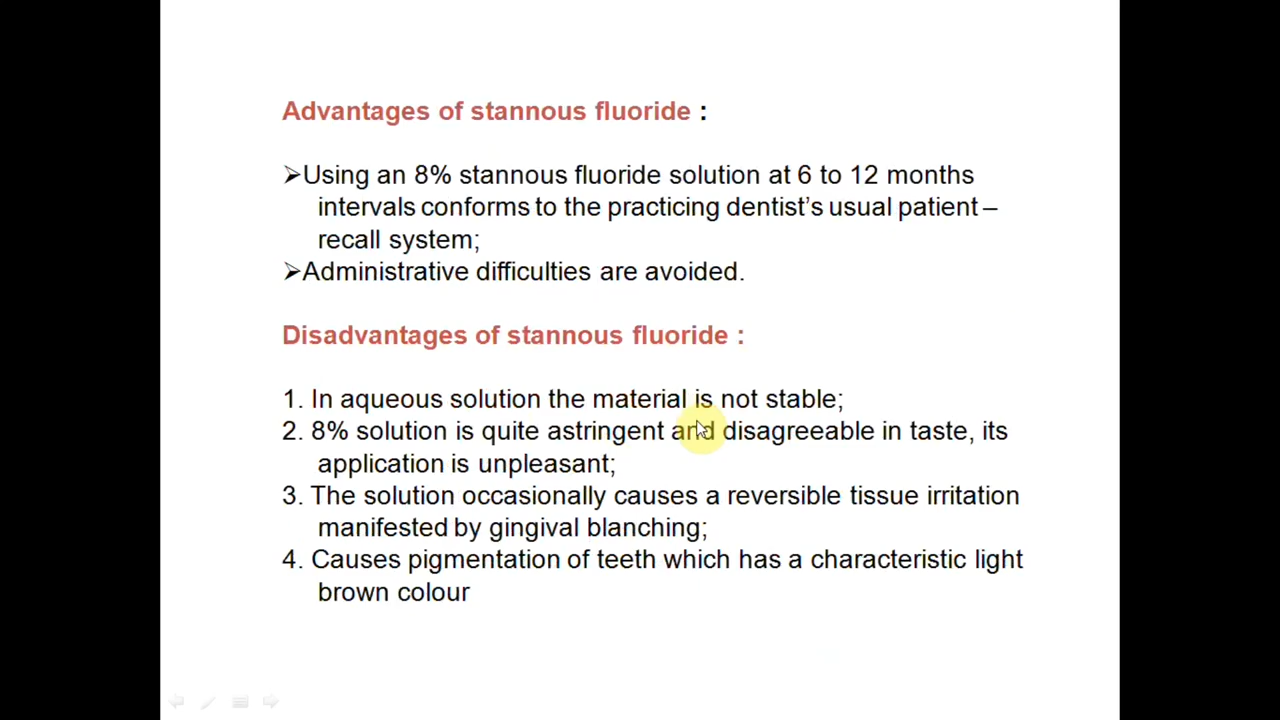 Advantages of stannous fluoride :
➢Using an 8% stannous fluoride solution at 6 to 12 months
intervals conforms to the practicing dentist’s usual patient –
recall system;
➢Administrative difficulties are avoided.
Disadvantages of stannous fluoride :
1. In aqueous solution the material is not stable;
2. 8% solution is quite astringent and disagreeable in taste, its
application is unpleasant;
3. The solution occasionally causes a reversible tissue irritation
manifested by gingival blanching;
4. Causes pigmentation of teeth which has a characteristic light
brown colour